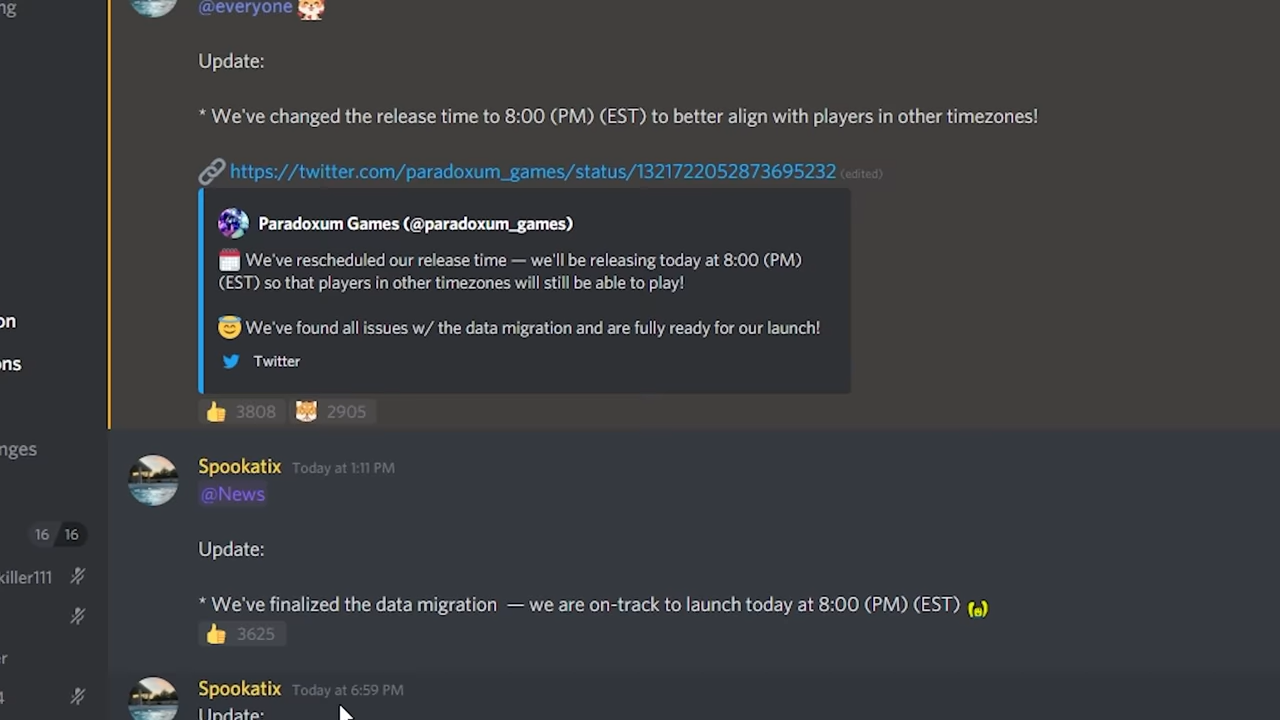 ng
@everyone
Update:
* We've changed the release time to 8:00 (PM) (EST) to better align with players in other timezones!
https://twitter.com/paradoxum_games/status/1321722052873695232 (edited)
Paradoxum Games (@paradoxum_games)
We've rescheduled our release time — we'll be releasing today at 8:00 (PM)
(EST) so that players in other timezones will still be able to play!
on
We've found all issues w/ the data migration and are fully ready for our launch!
ons
Twitter
3808 2905
nges
Spookatix Today at 1:11 PM
@News
16 16
Update:
killer111
* We've finalized the data migration — we are on-track to launch today at 8:00 (PM) (EST)
3625
r
Spookatix Today at 6:59 PM
4
Update: